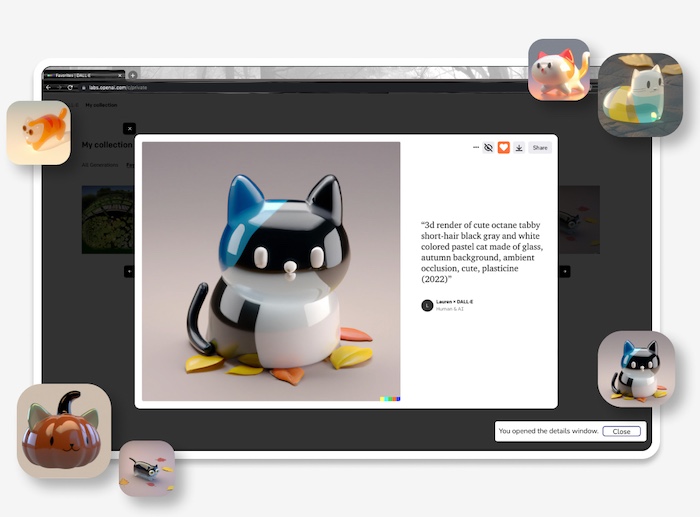 Favorites | DALL·E
labs.openai.com/s/private
My collection
My collection
Share
“3d render of cute octane tabby
short-hair black gray and white
colored pastel cat made of glass,
autumn background, ambient
occlusion, cute, plasticine
(2022)”
L
Lauren × DALL·E
Human & AI
You opened the details window.
Close